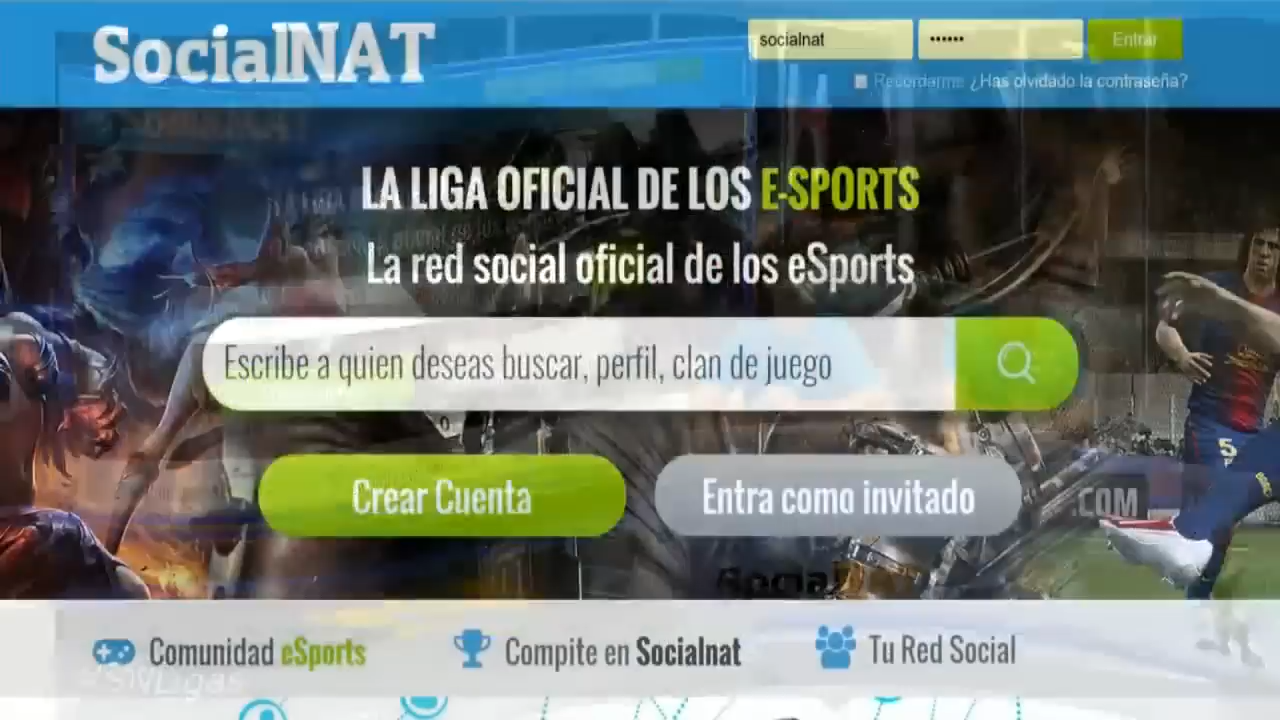 SocialNAT
socialnat
•••••• Entrar
Recordarme ¿Has olvidado la contraseña?
LA LIGA OFICIAL DE LOS E-SPORTS
La red social oficial de los eSports
Escribe a quien deseas buscar, perfil, clan de juego
Crear Cuenta
Entra como invitado
.COM
5
Social
Comunidad eSports
Compite en Socialnat
Tu Red Social